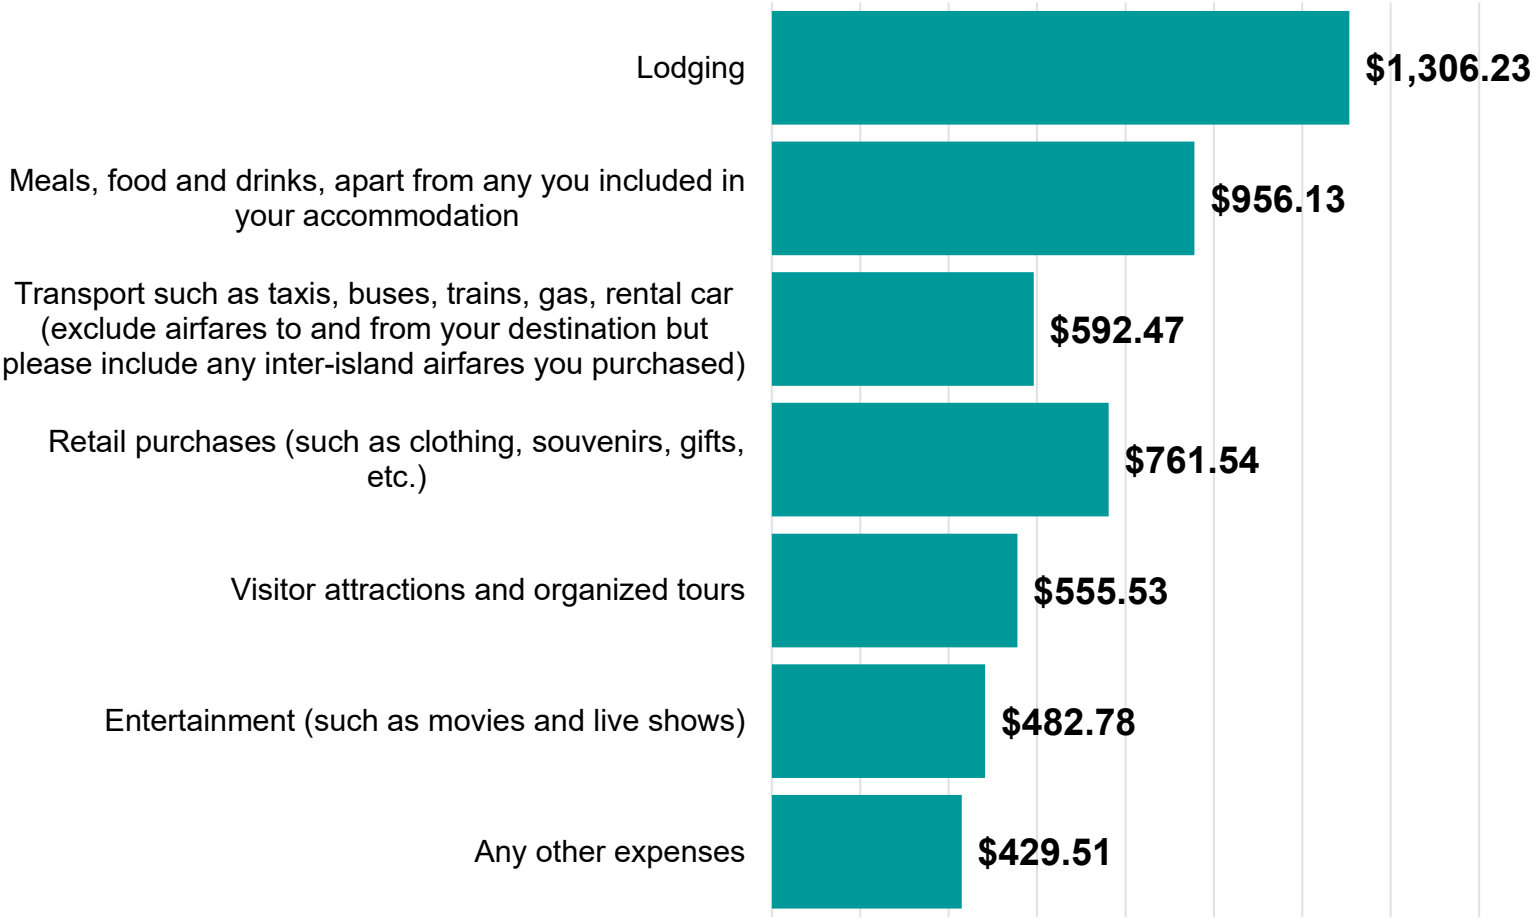 Lodging
$1,306.23
Meals, food and drinks, apart from any you included in
your accommodation
$956.13
Transport such as taxis, buses, trains, gas, rental car
(exclude airfares to and from your destination but
please include any inter-island airfares you purchased)
$592.47
Retail purchases (such as clothing, souvenirs, gifts,
etc.)
$761.54
Visitor attractions and organized tours
$555.53
Entertainment (such as movies and live shows)
$482.78
Any other expenses
$429.51